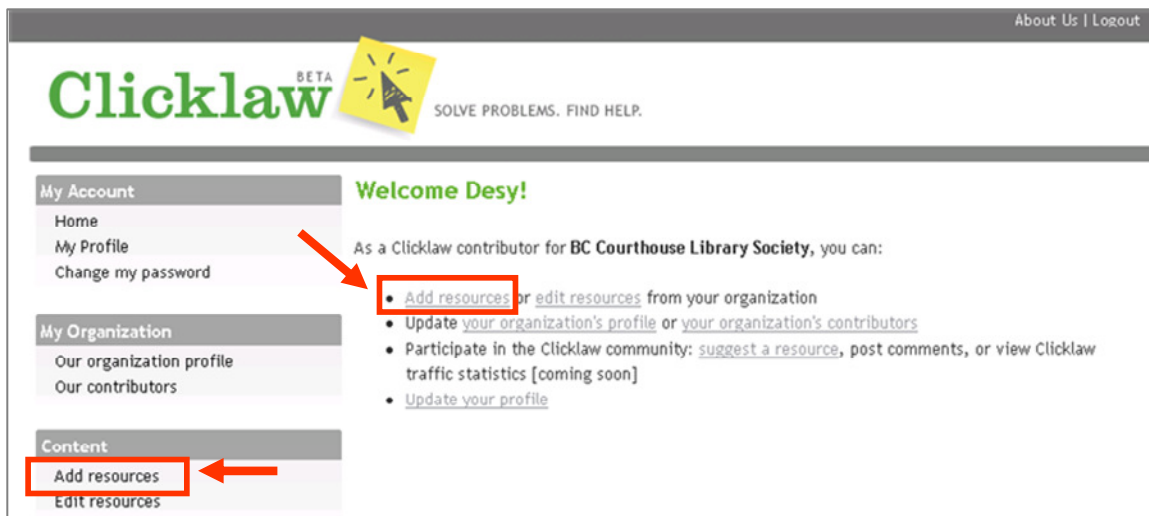 About Us | Logout
Clicklaw BETA
SOLVE PROBLEMS. FIND HELP.
My Account
Home
My Profile
Change my password
My Organization
Our organization profile
Our contributors
Content
Add resources
Edit resources
Welcome Desy!
As a Clicklaw contributor for BC Courthouse Library Society, you can:
• Add resources or edit resources from your organization
• Update your organization's profile or your organization's contributors
• Participate in the Clicklaw community: suggest a resource, post comments, or view Clicklaw
traffic statistics [coming soon]
• Update your profile